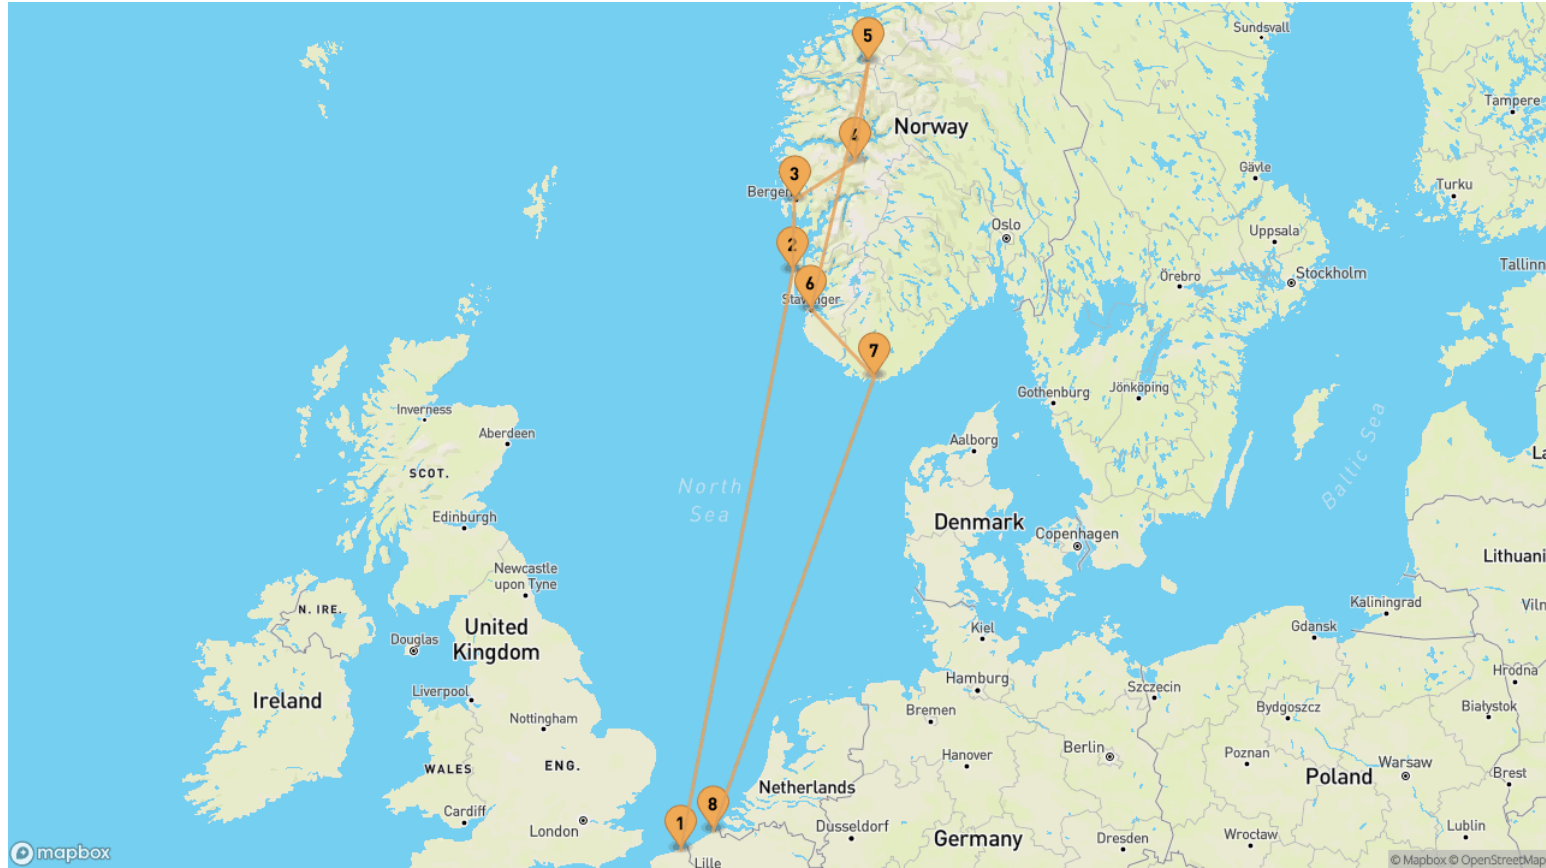 5
Sundsvall
Tampere
Norway
4
Gävle
3
Bergen
Turku
Oslo
Uppsala
2
Stockholm
Örebro
Tallinn
6
Stavanger
7
Gothenburg
Jönköping
Inverness
Aberdeen
Aalborg
SCOT.
Baltic Sea
North
Sea
Edinburgh
Denmark
Copenhagen
Lithuani
Newcastle
upon Tyne
N. IRE.
Kaliningrad
Viln
Douglas
United
Kingdom
Kiel
Gdansk
Hrodna
Hamburg
Szczecin
Liverpool
Ireland
Bremen
Bydgoszcz
Białystok
Nottingham
Hanover
Berlin
Poznan
Warsaw
WALES
ENG.
Netherlands
Poland
Brest
Cardiff
London
8
1
Dusseldorf
Germany
Dresden
Wrocław
Lublin
Lille
mapbox
© Mapbox © OpenStreetMap